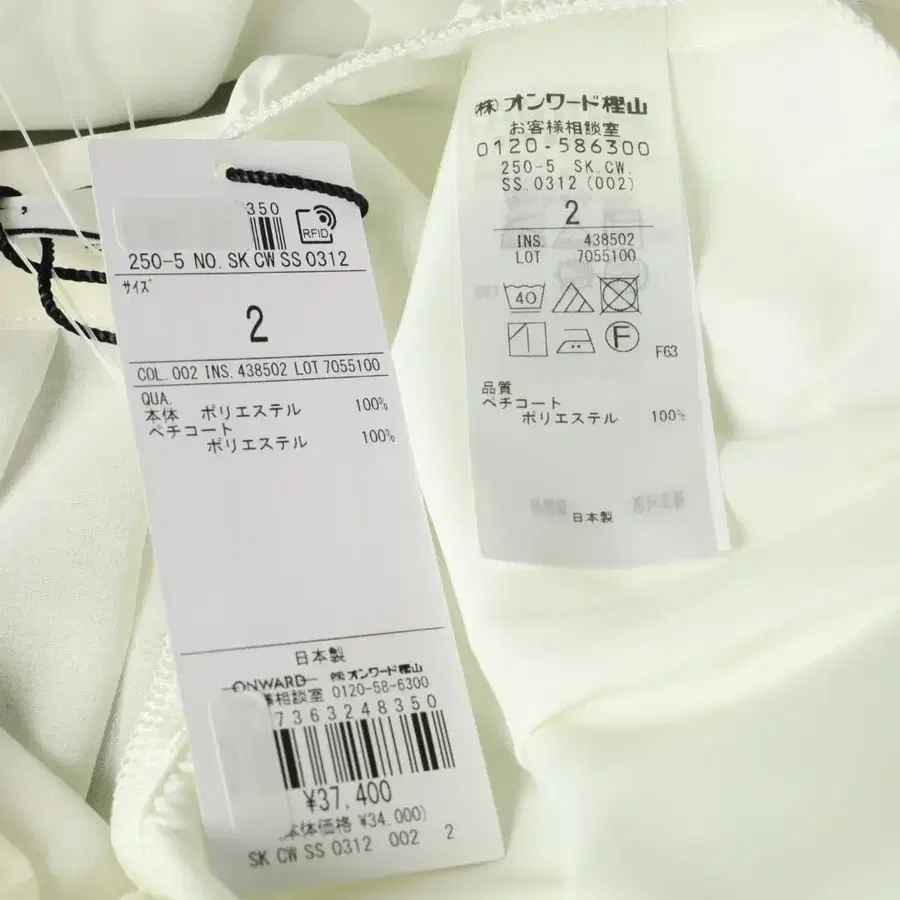 350
RFID
250-5 NO. SK CW SS 0312
サイズ
2
COL. 002 INS. 438502 LOT 7055100
QUA.
本体 ポリエステル 100%
ペチコート
ポリエステル 100%
日本製
ONWARD ㈱オンワード樫山
様相談室 0120-58-6300
7363248350
¥37,400
(本体価格 ¥34,000)
SK CW SS 0312 002 2
㈱オンワード樫山
お客様相談室
0120-586300
250-5 SK.CW.
SS.0312 (002)
2
INS. 438502
LOT 7055100
40
F
F63
品質
ペチコート
ポリエステル 100%
日本製